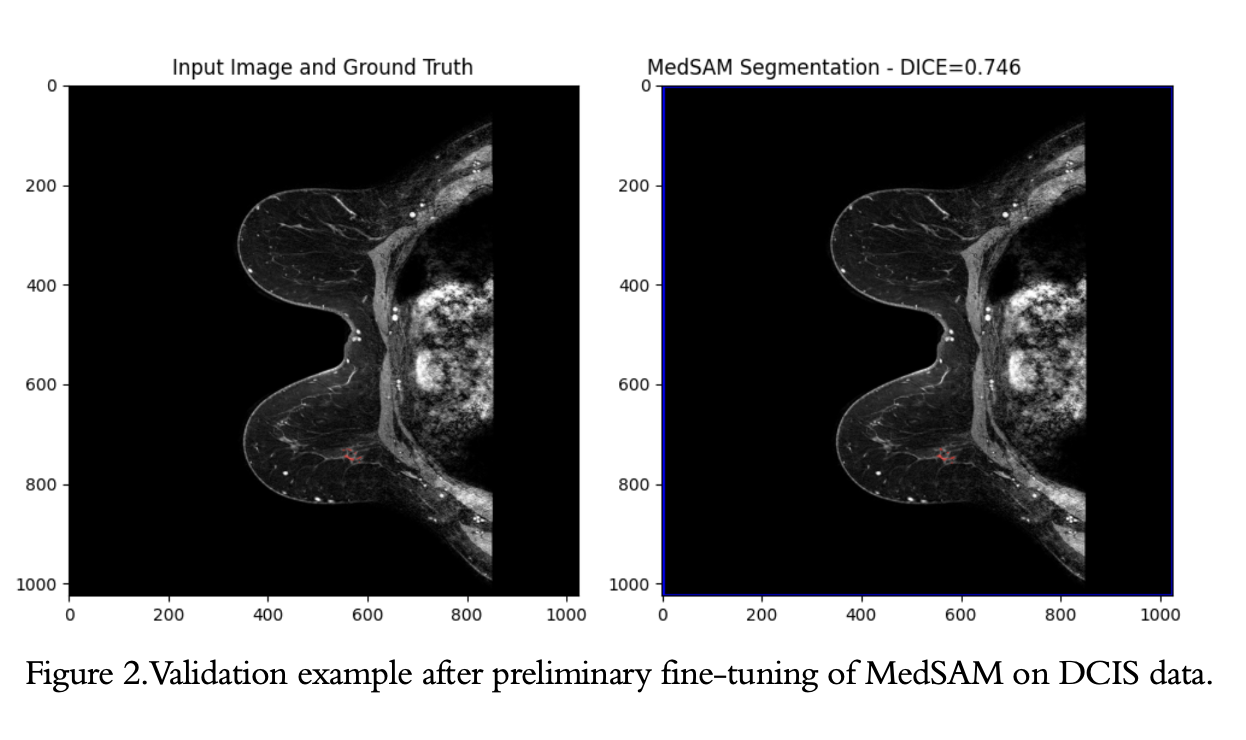 Input Image and Ground Truth
MedSAM Segmentation - DICE=0.746
0
200
400
600
800
1000
0 200 400 600 800 1000
0
200
400
600
800
1000
0 200 400 600 800 1000
Figure 2.Validation example after preliminary fine-tuning of MedSAM on DCIS data.